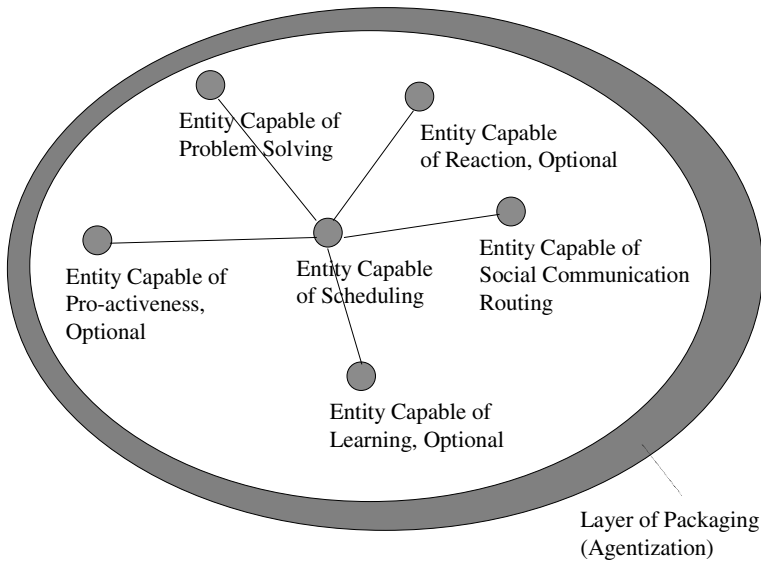 Entity Capable of
Problem Solving
Entity Capable
of Reaction, Optional
Entity Capable of
Social Communication
Routing
Entity Capable
of Scheduling
Entity Capable of
Pro-activeness,
Optional
Entity Capable of
Learning, Optional
Layer of Packaging
(Agentization)